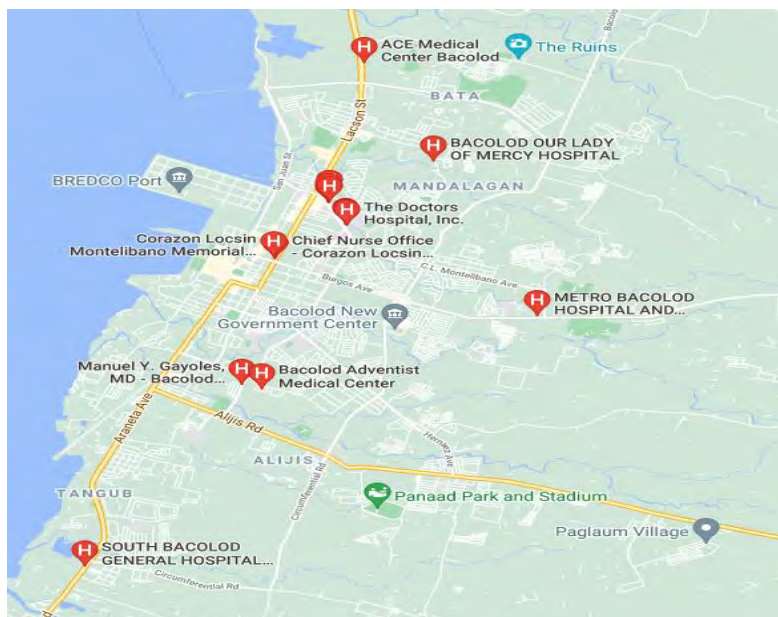 ACE Medical
Center Bacolod
The Ruins
BATA
Lacson St
Bacolo
BACOLOD OUR LADY
OF MERCY HOSPITAL
San Juan St
BREDCO Port
MANDALAGAN
The Doctors
Hospital, Inc.
Corazon Locsin
Montelibano Memorial...
Chief Nurse Office
- Corazon Locsin...
C.L. Montelibano Ave
Burgos Ave
METRO BACOLOD
HOSPITAL AND...
Bacolod New
Government Center
Manuel Y. Gayoles,
MD - Bacolod...
Bacolod Adventist
Medical Center
Araneta Ave
Alijis Rd
Hernaez Ave
ALIJIS
Circumferential Rd
TANGUB
Panaad Park and Stadium
Paglaum Village
SOUTH BACOLOD
GENERAL HOSPITAL...
Circumferential Rd